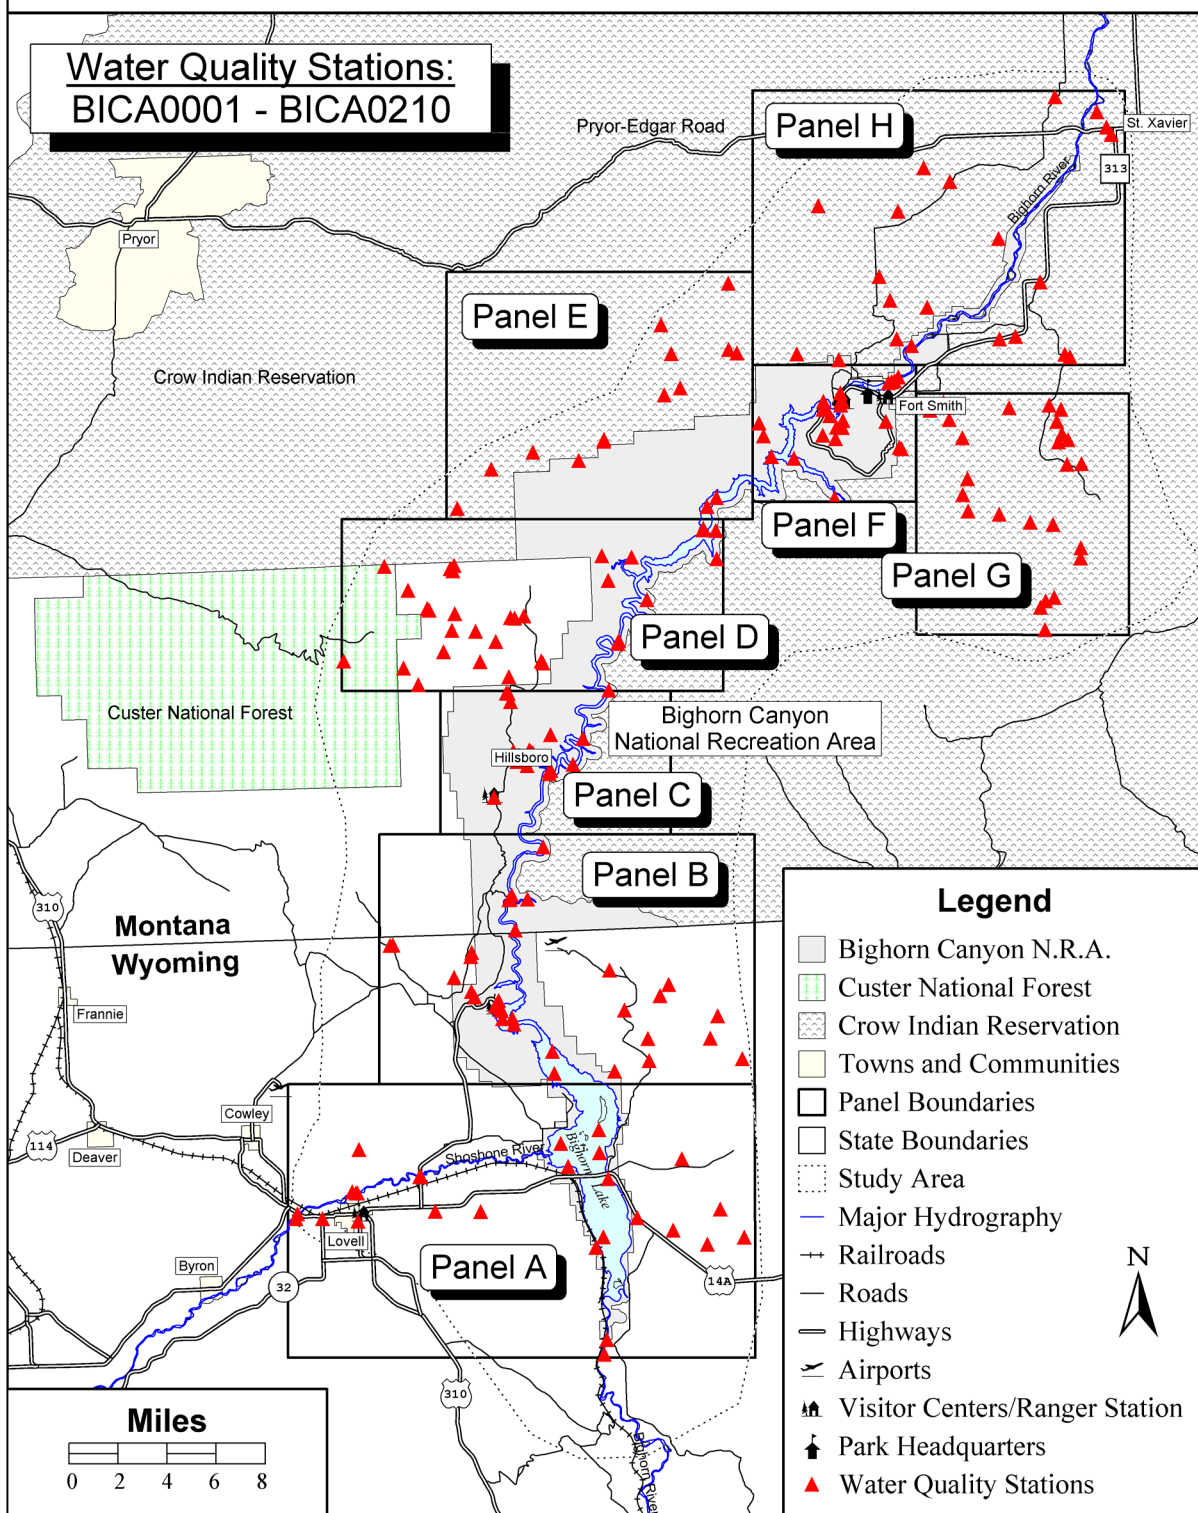 Water Quality Stations:
BICA0001 - BICA0210
Pryor-Edgar Road
Panel H
St. Xavier
313
Bighorn River
Pryor
Panel E
Crow Indian Reservation
Fort Smith
Panel F
Panel G
Panel D
Custer National Forest
Bighorn Canyon
National Recreation Area
Hillsboro
Panel C
Panel B
310
Montana
Wyoming
Frannie
Cowley
114
Deaver
Shoshone River
Bighorn Lake
Lovell
Byron
32
Panel A
14A
310
Bighorn River
Miles
0 2 4 6 8
Legend
Bighorn Canyon N.R.A.
Custer National Forest
Crow Indian Reservation
Towns and Communities
Panel Boundaries
State Boundaries
Study Area
Major Hydrography
Railroads
Roads
Highways
Airports
Visitor Centers/Ranger Station
Park Headquarters
Water Quality Stations
N